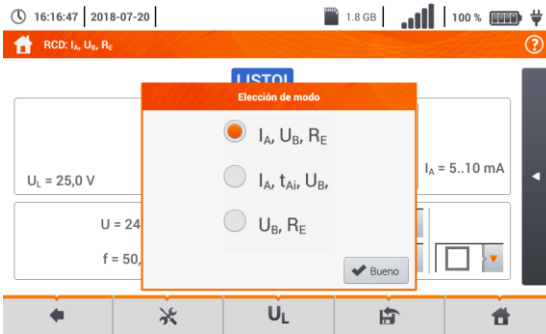 16:16:47 2018-07-20 1.8 GB 100 %
RCD: IA, UB, RE
?
Elección de modo
IA, UB, RE
IA, tAi, UB,
UB, RE
Bueno
UL = 25,0 V
IA = 5..10 mA
U = 24
f = 50,
UL